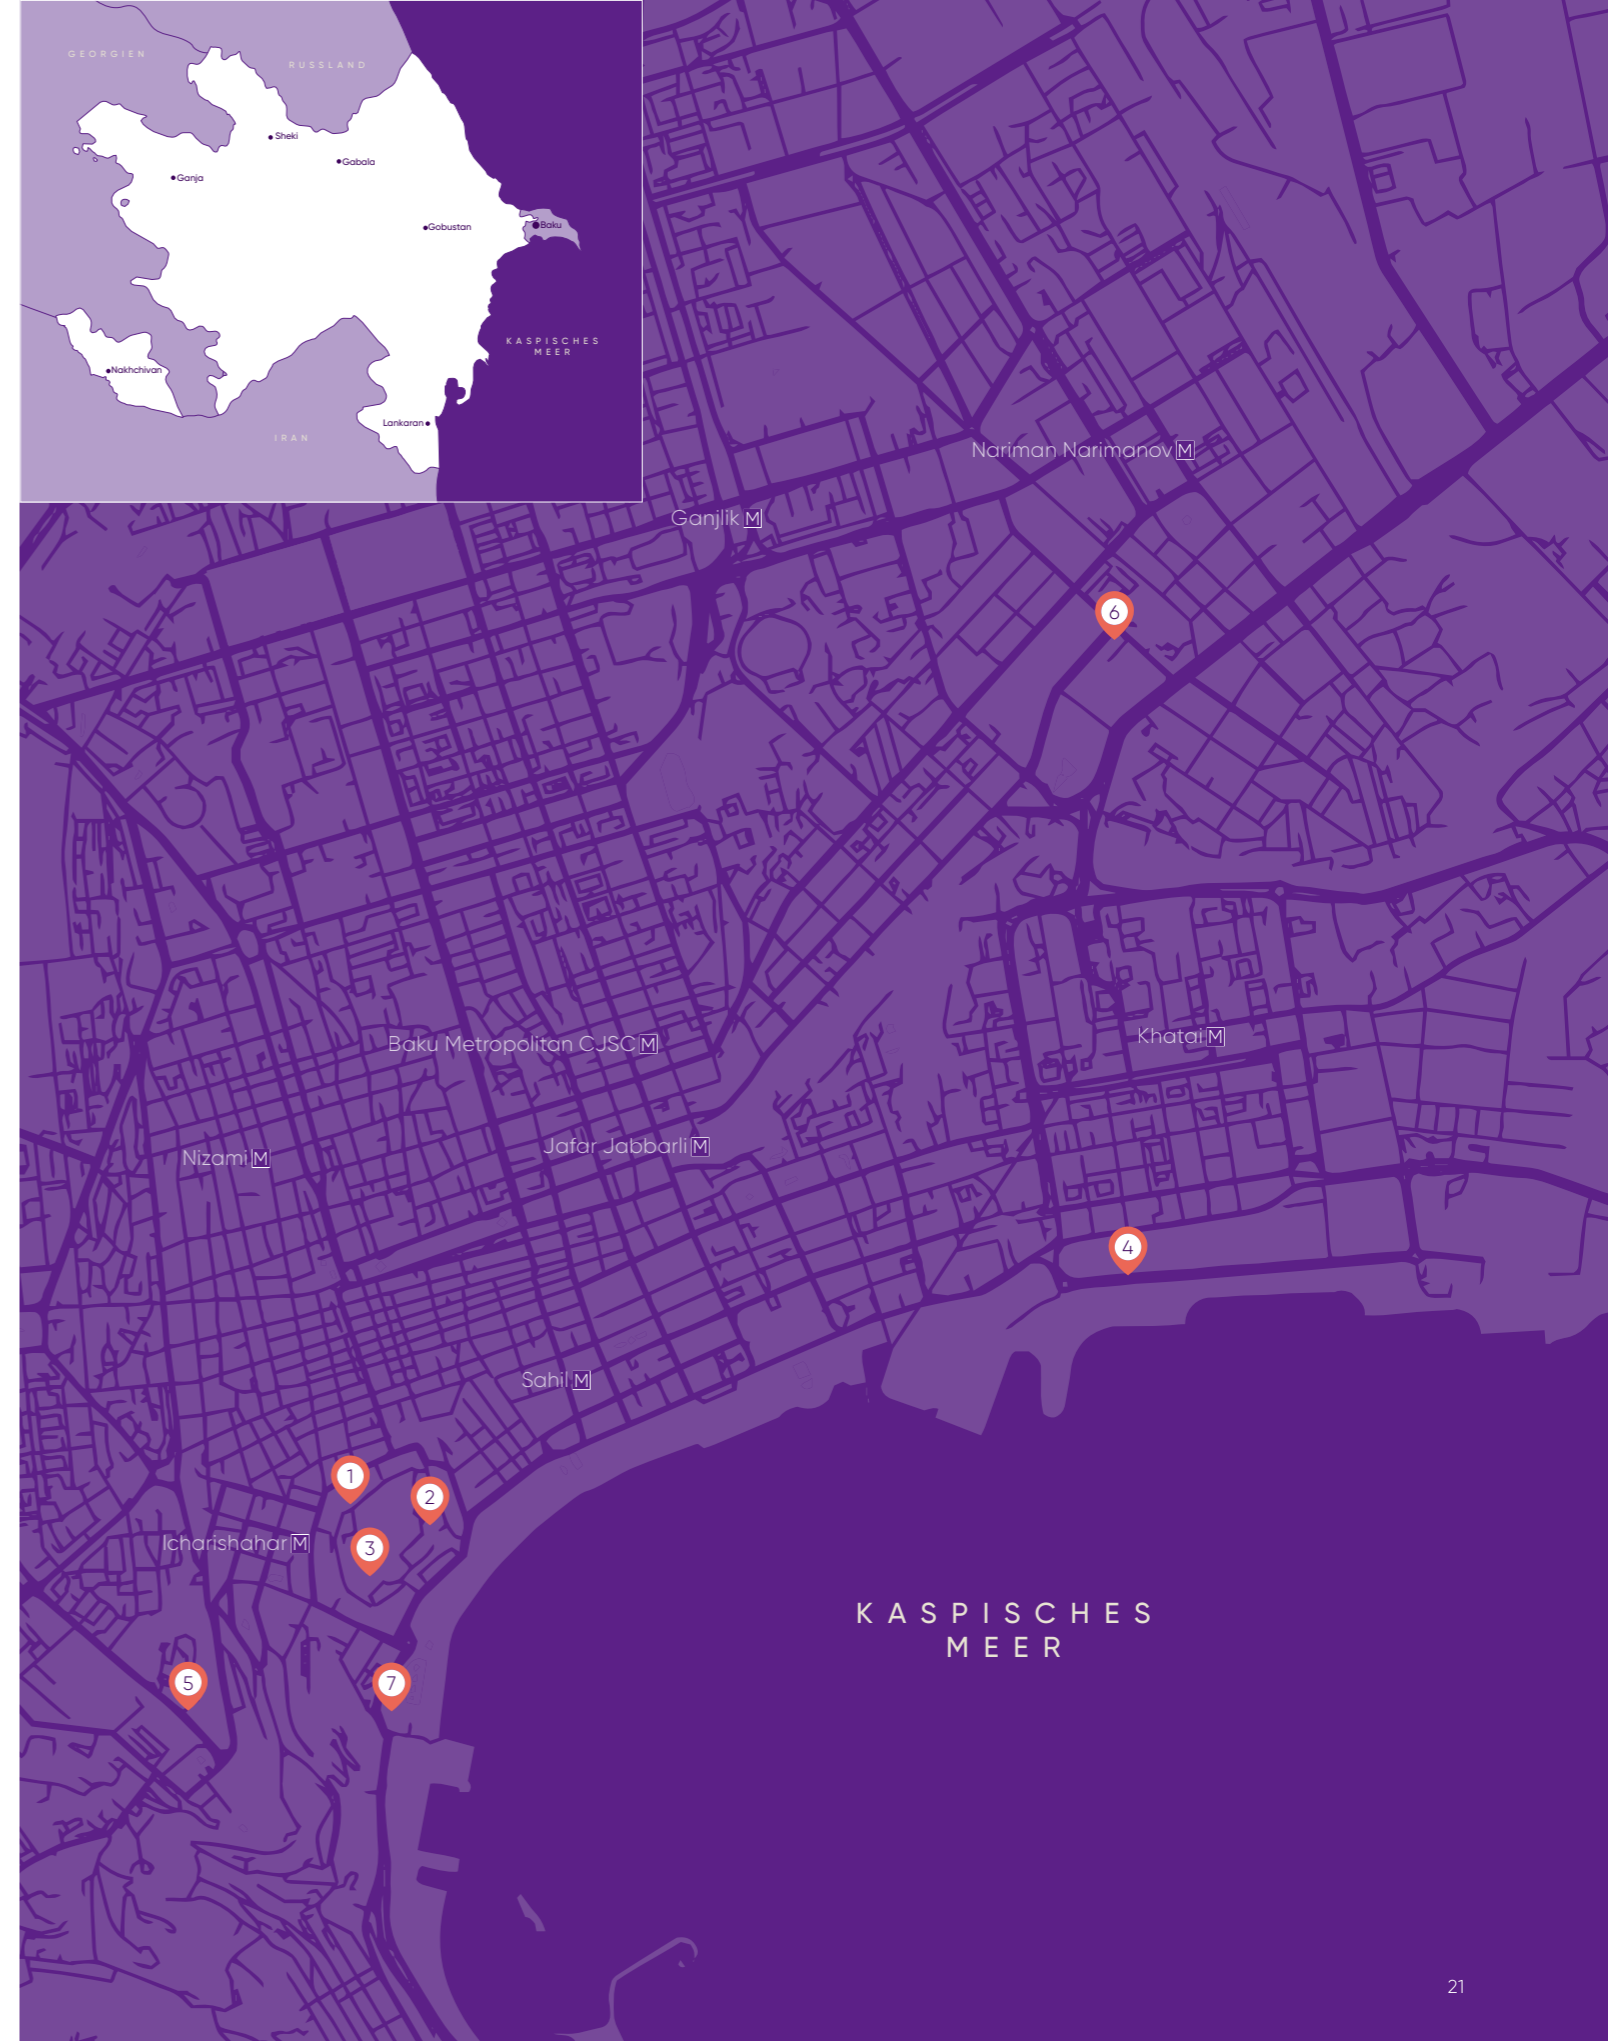 GEORGIEN
RUSSLAND
Sheki
Gabala
Ganja
Gobustan
Baku
KASPISCHES
MEER
Nakhchivan
Lankaran
IRAN
Nariman Narimanov M
Ganjlik M
6
Khatai M
Baku Metropolitan CJSC M
Jafar Jabbarli M
Nizami M
4
Sahil M
1
2
3
Icharishahar M
KASPISCHES
MEER
5
7
21